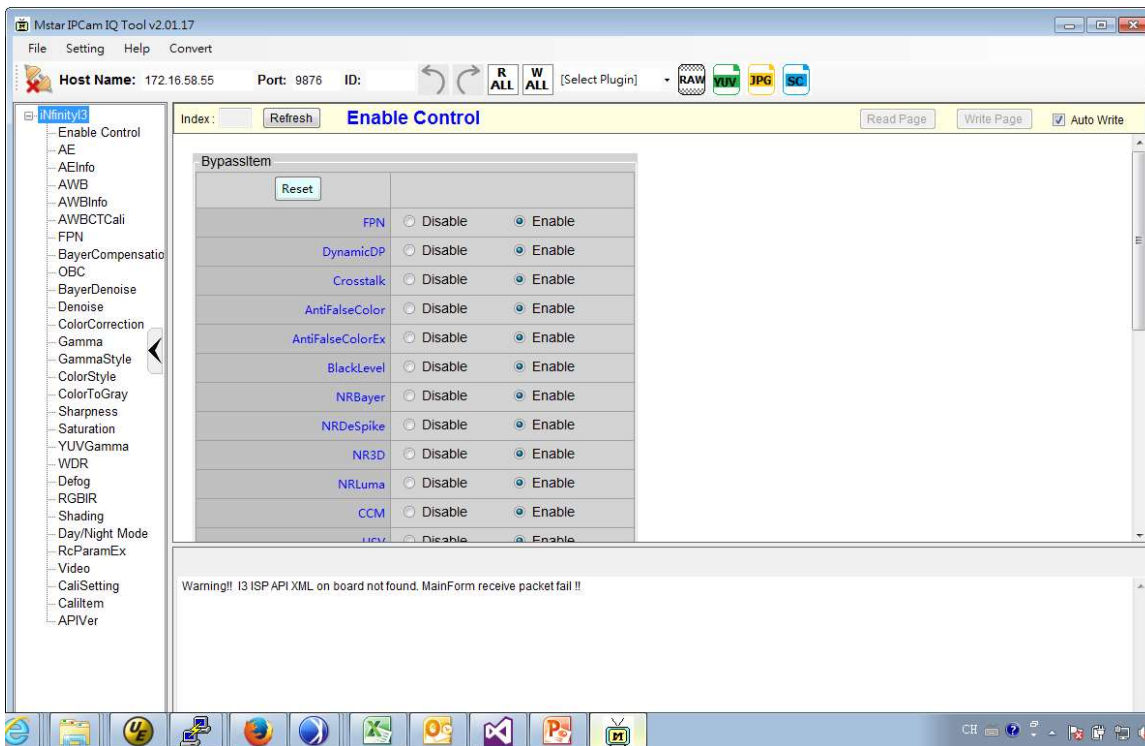 Mstar IPCam IQ Tool v2.01.17
File Setting Help Convert
Host Name: 172.16.58.55 Port: 9876 ID: R ALL W ALL [Select Plugin] RAW YUV JPG SC
iNfinityI3
Enable Control
AE
AEInfo
AWB
AWBInfo
AWBCTCali
FPN
BayerCompensatio
OBC
BayerDenoise
Denoise
ColorCorrection
Gamma
GammaStyle
ColorStyle
ColorToGray
Sharpness
Saturation
YUVGamma
WDR
Defog
RGBIR
Shading
Day/Night Mode
RcParamEx
Video
CaliSetting
CaliItem
APIVer
Index : Refresh Enable Control Read Page Write Page Auto Write
BypassItem
Reset
FPN Disable Enable
DynamicDP Disable Enable
Crosstalk Disable Enable
AntiFalseColor Disable Enable
AntiFalseColorEx Disable Enable
BlackLevel Disable Enable
NRBayer Disable Enable
NRDeSpike Disable Enable
NR3D Disable Enable
NRLuma Disable Enable
CCM Disable Enable
HSV Disable Enable
Warning!! I3 ISP API XML on board not found. MainForm receive packet fail !!
CH